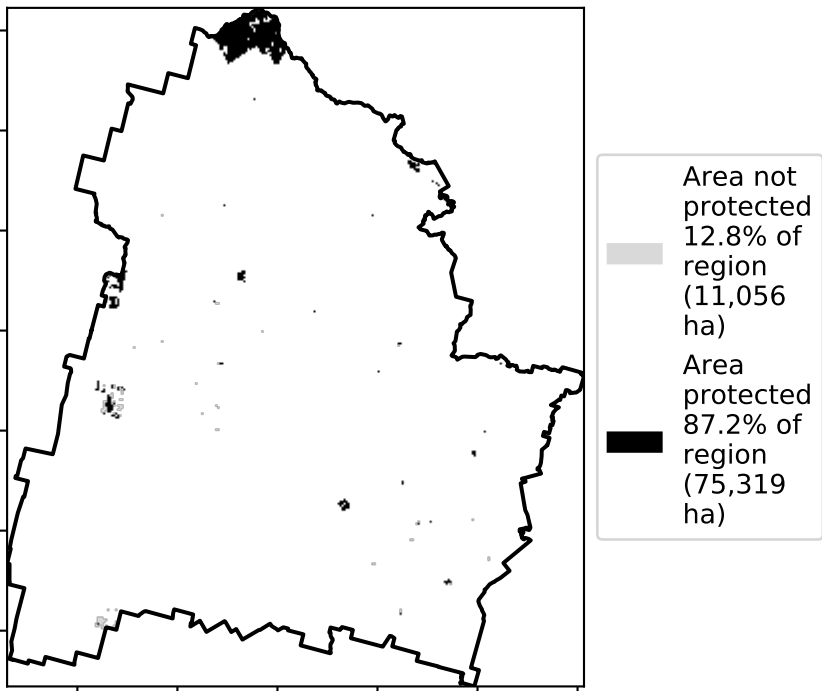 Area not
protected
12.8% of
region
(11,056
ha)
Area
protected
87.2% of
region
(75,319
ha)